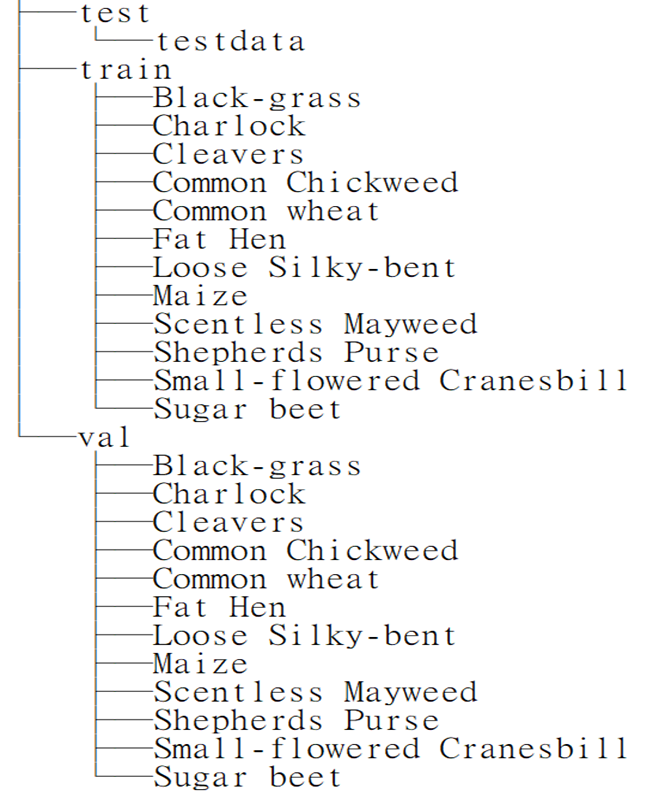 test
testdata
train
Black-grass
Charlock
Cleavers
Common Chickweed
Common wheat
Fat Hen
Loose Silky-bent
Maize
Scentless Mayweed
Shepherds Purse
Small-flowered Cranesbill
Sugar beet
val
Black-grass
Charlock
Cleavers
Common Chickweed
Common wheat
Fat Hen
Loose Silky-bent
Maize
Scentless Mayweed
Shepherds Purse
Small-flowered Cranesbill
Sugar beet